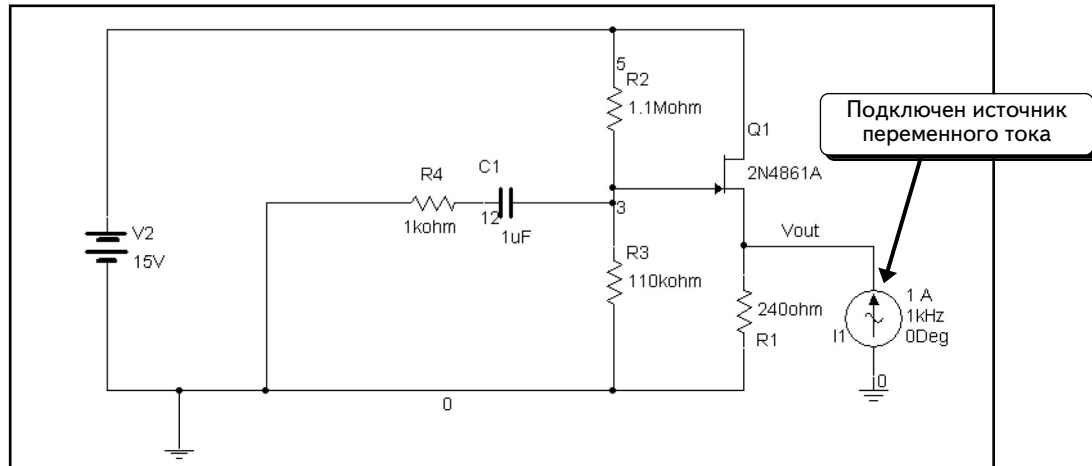 5
R2
1.1Mohm
Подключен источник
переменного тока
Q1
2N4861A
R4
C1
12
1kohm
1uF
3
V2
15V
R3
110kohm
Vout
240ohm
R1
1 A
1kHz
0Deg
I1
0
0